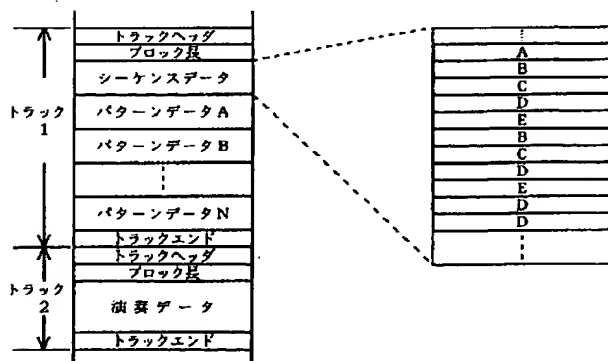 トラック
1
トラックヘッダ
ブロック長
シーケンスデータ
パターンデータA
パターンデータB
パターンデータN
トラックエンド
トラック
2
トラックヘッダ
ブロック長
演奏データ
トラックエンド
A
B
C
D
E
B
C
D
E
D
D